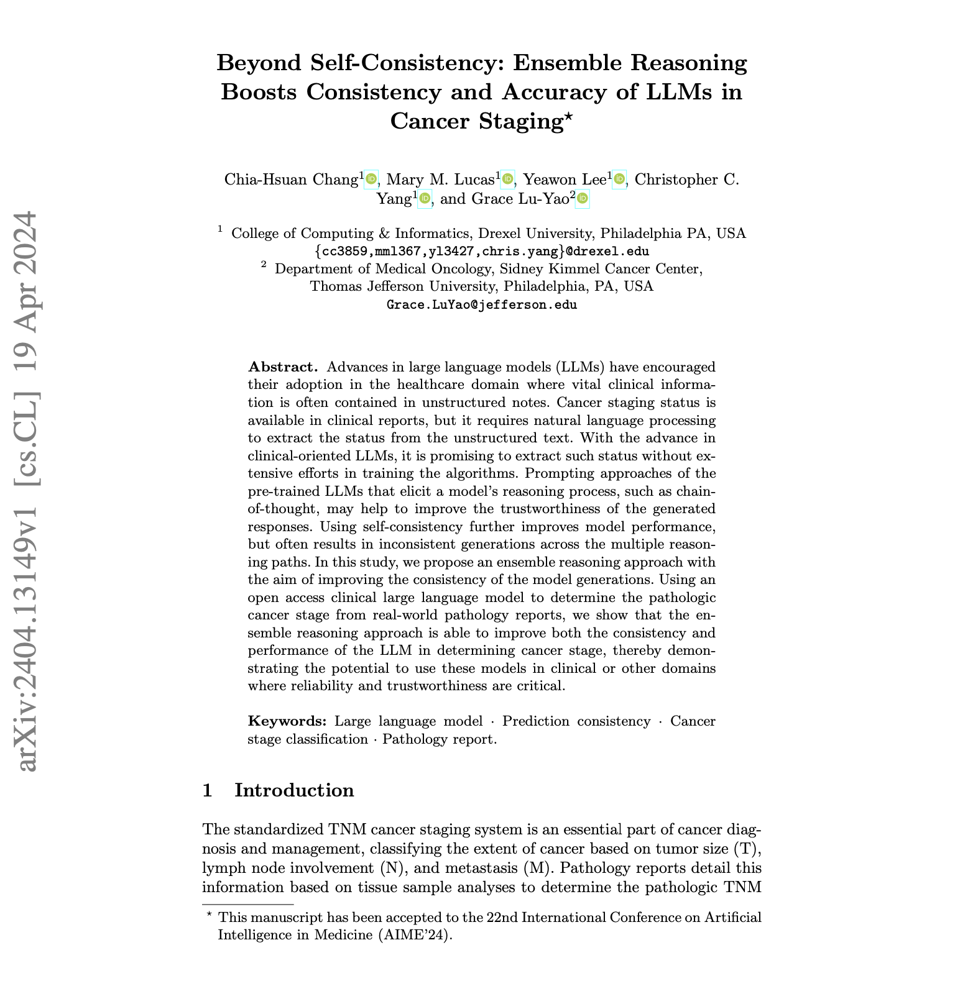 Beyond Self-Consistency: Ensemble Reasoning
Boosts Consistency and Accuracy of LLMs in
Cancer Staging⋆
Chia-Hsuan Chang¹, Mary M. Lucas¹, Yeawon Lee¹, Christopher C.
Yang¹, and Grace Lu-Yao²
¹ College of Computing & Informatics, Drexel University, Philadelphia PA, USA
{cc3859,mml367,yl3427,chris.yang}@drexel.edu
² Department of Medical Oncology, Sidney Kimmel Cancer Center,
Thomas Jefferson University, Philadelphia, PA, USA
Grace.LuYao@jefferson.edu
Abstract. Advances in large language models (LLMs) have encouraged
their adoption in the healthcare domain where vital clinical informa-
tion is often contained in unstructured notes. Cancer staging status is
available in clinical reports, but it requires natural language processing
to extract the status from the unstructured text. With the advance in
clinical-oriented LLMs, it is promising to extract such status without ex-
tensive efforts in training the algorithms. Prompting approaches of the
pre-trained LLMs that elicit a model's reasoning process, such as chain-
of-thought, may help to improve the trustworthiness of the generated
responses. Using self-consistency further improves model performance,
but often results in inconsistent generations across the multiple reason-
ing paths. In this study, we propose an ensemble reasoning approach with
the aim of improving the consistency of the model generations. Using an
open access clinical large language model to determine the pathologic
cancer stage from real-world pathology reports, we show that the en-
semble reasoning approach is able to improve both the consistency and
performance of the LLM in determining cancer stage, thereby demon-
strating the potential to use these models in clinical or other domains
where reliability and trustworthiness are critical.
Keywords: Large language model · Prediction consistency · Cancer
stage classification · Pathology report.
1 Introduction
The standardized TNM cancer staging system is an essential part of cancer diag-
nosis and management, classifying the extent of cancer based on tumor size (T),
lymph node involvement (N), and metastasis (M). Pathology reports detail this
information based on tissue sample analyses to determine the pathologic TNM
⋆ This manuscript has been accepted to the 22nd International Conference on Artificial
Intelligence in Medicine (AIME'24).
arXiv:2404.13149v1 [cs.CL] 19 Apr 2024